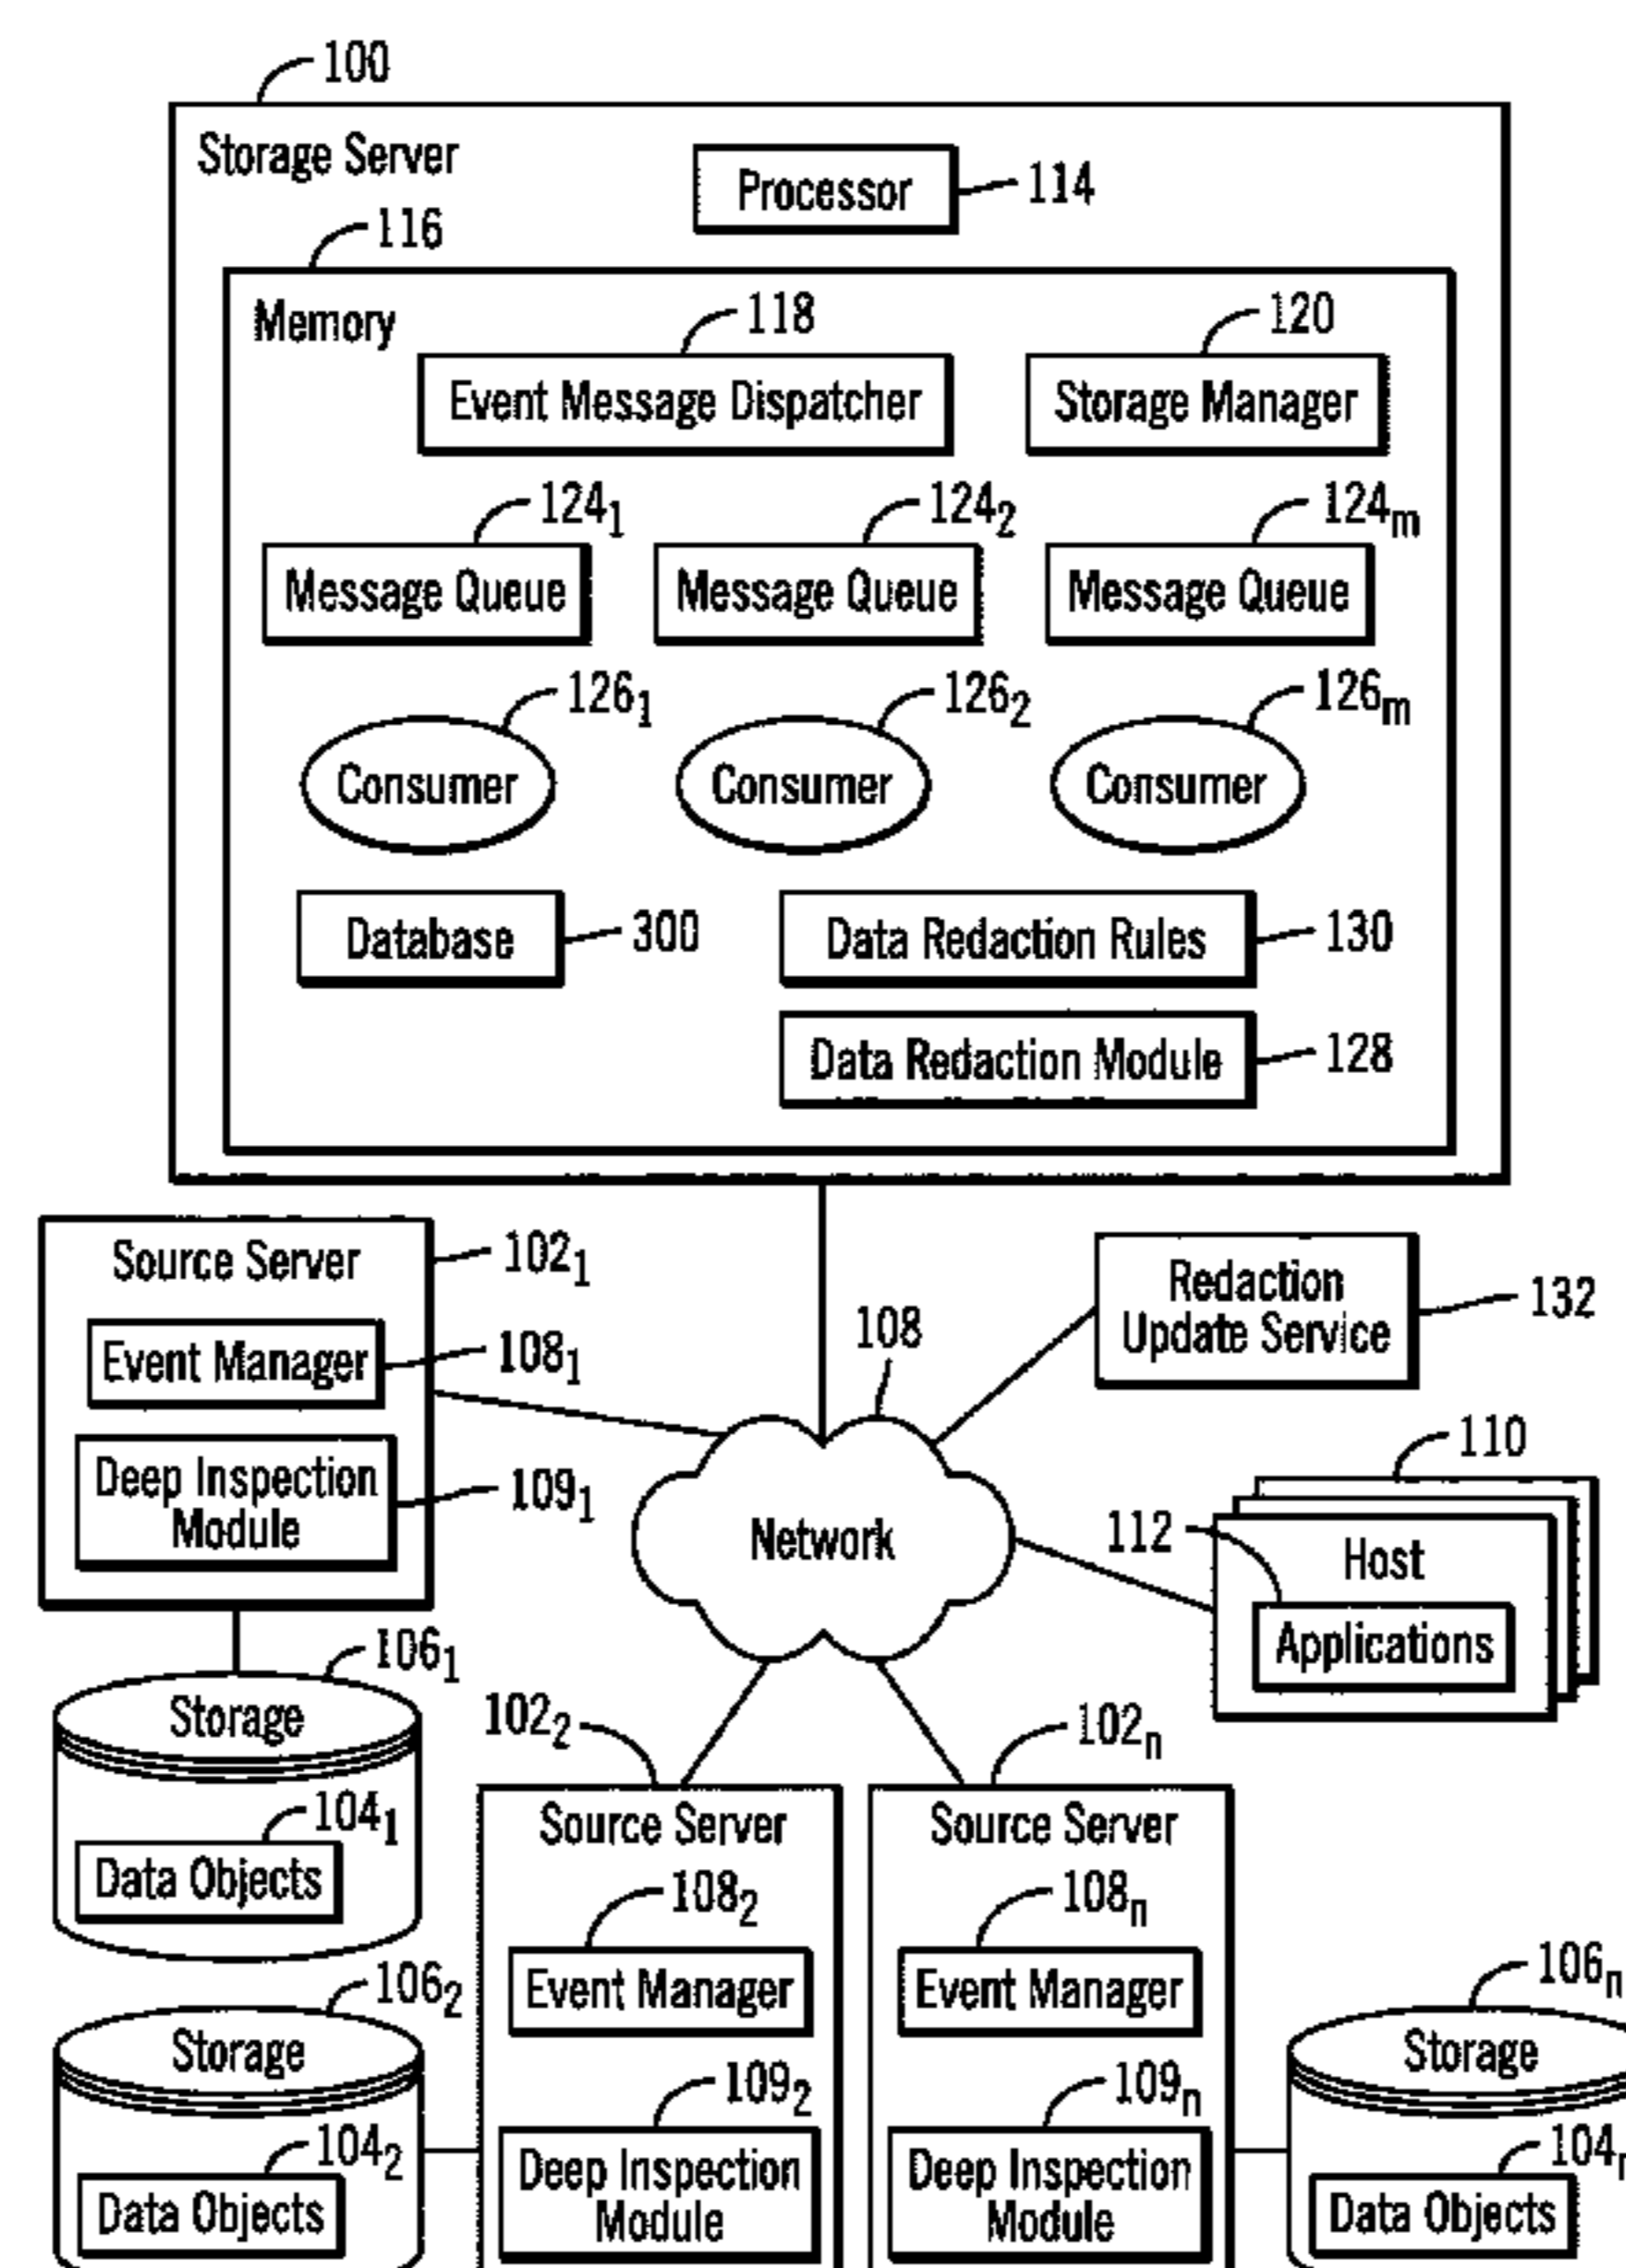 100
Storage Server
Processor
114
116
Memory
118
120
Event Message Dispatcher
Storage Manager
124₁
124₂
124ₘ
Message Queue
Message Queue
Message Queue
126₁
126₂
126ₘ
Consumer
Consumer
Consumer
Database
300
Data Redaction Rules
130
Data Redaction Module
128
Source Server
102₁
Event Manager
108₁
Deep Inspection
Module
109₁
Redaction
Update Service
132
108
Network
110
112
Host
Applications
106₁
Storage
104₁
Data Objects
102₂
102ₙ
Source Server
Source Server
108₂
108ₙ
Event Manager
Event Manager
109₂
109ₙ
Deep Inspection
Module
Deep Inspection
Module
106₂
Storage
104₂
Data Objects
106ₙ
Storage
104ₙ
Data Objects